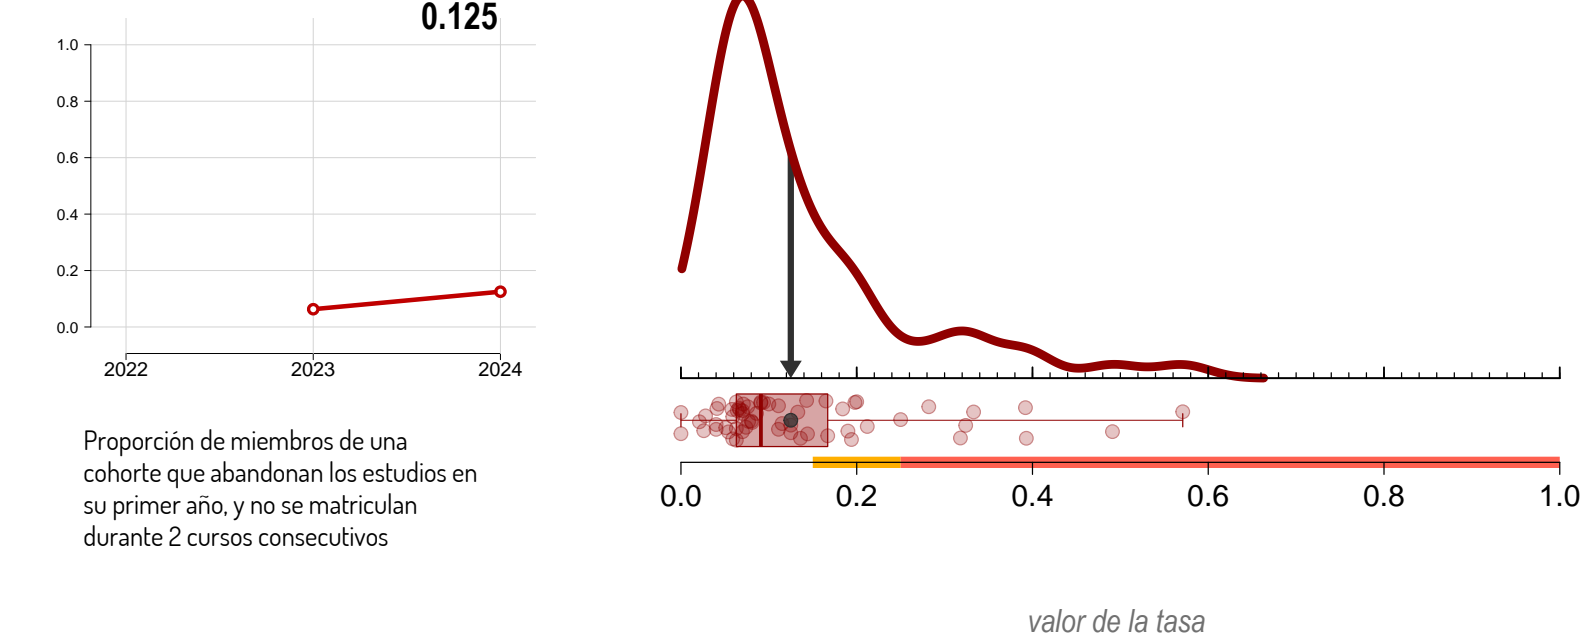 0.125
1.0
0.8
0.6
0.4
0.2
0.0
2022 2023 2024
Proporción de miembros de una
cohorte que abandonan los estudios en
su primer año, y no se matriculan
durante 2 cursos consecutivos
0.0 0.2 0.4 0.6 0.8 1.0
valor de la tasa